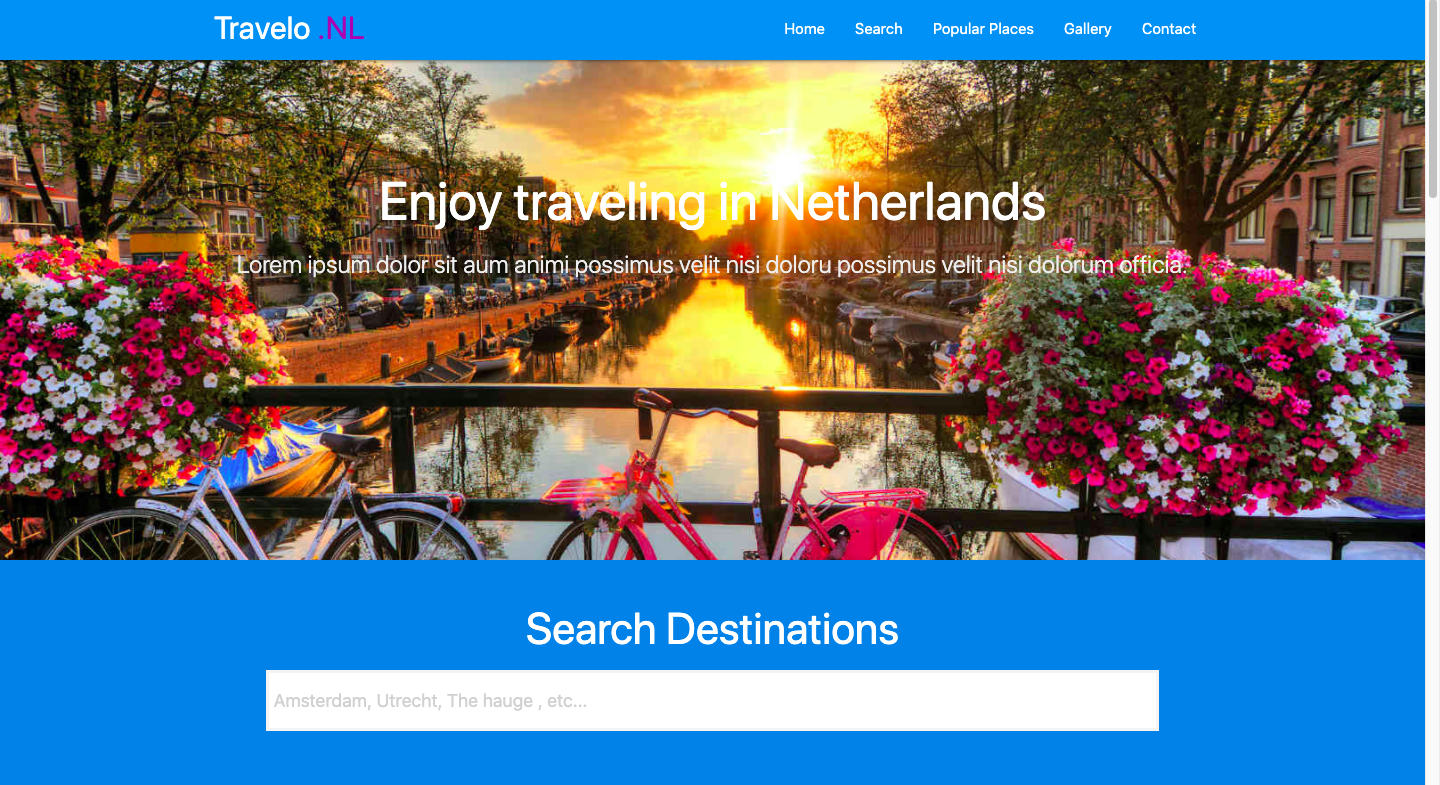 Travelo .NL
Home Search Popular Places Gallery Contact
Enjoy traveling in Netherlands
Lorem ipsum dolor sit aum animi possimus velit nisi doloru possimus velit nisi dolorum officia.
Search Destinations
Amsterdam, Utrecht, The hauge , etc...